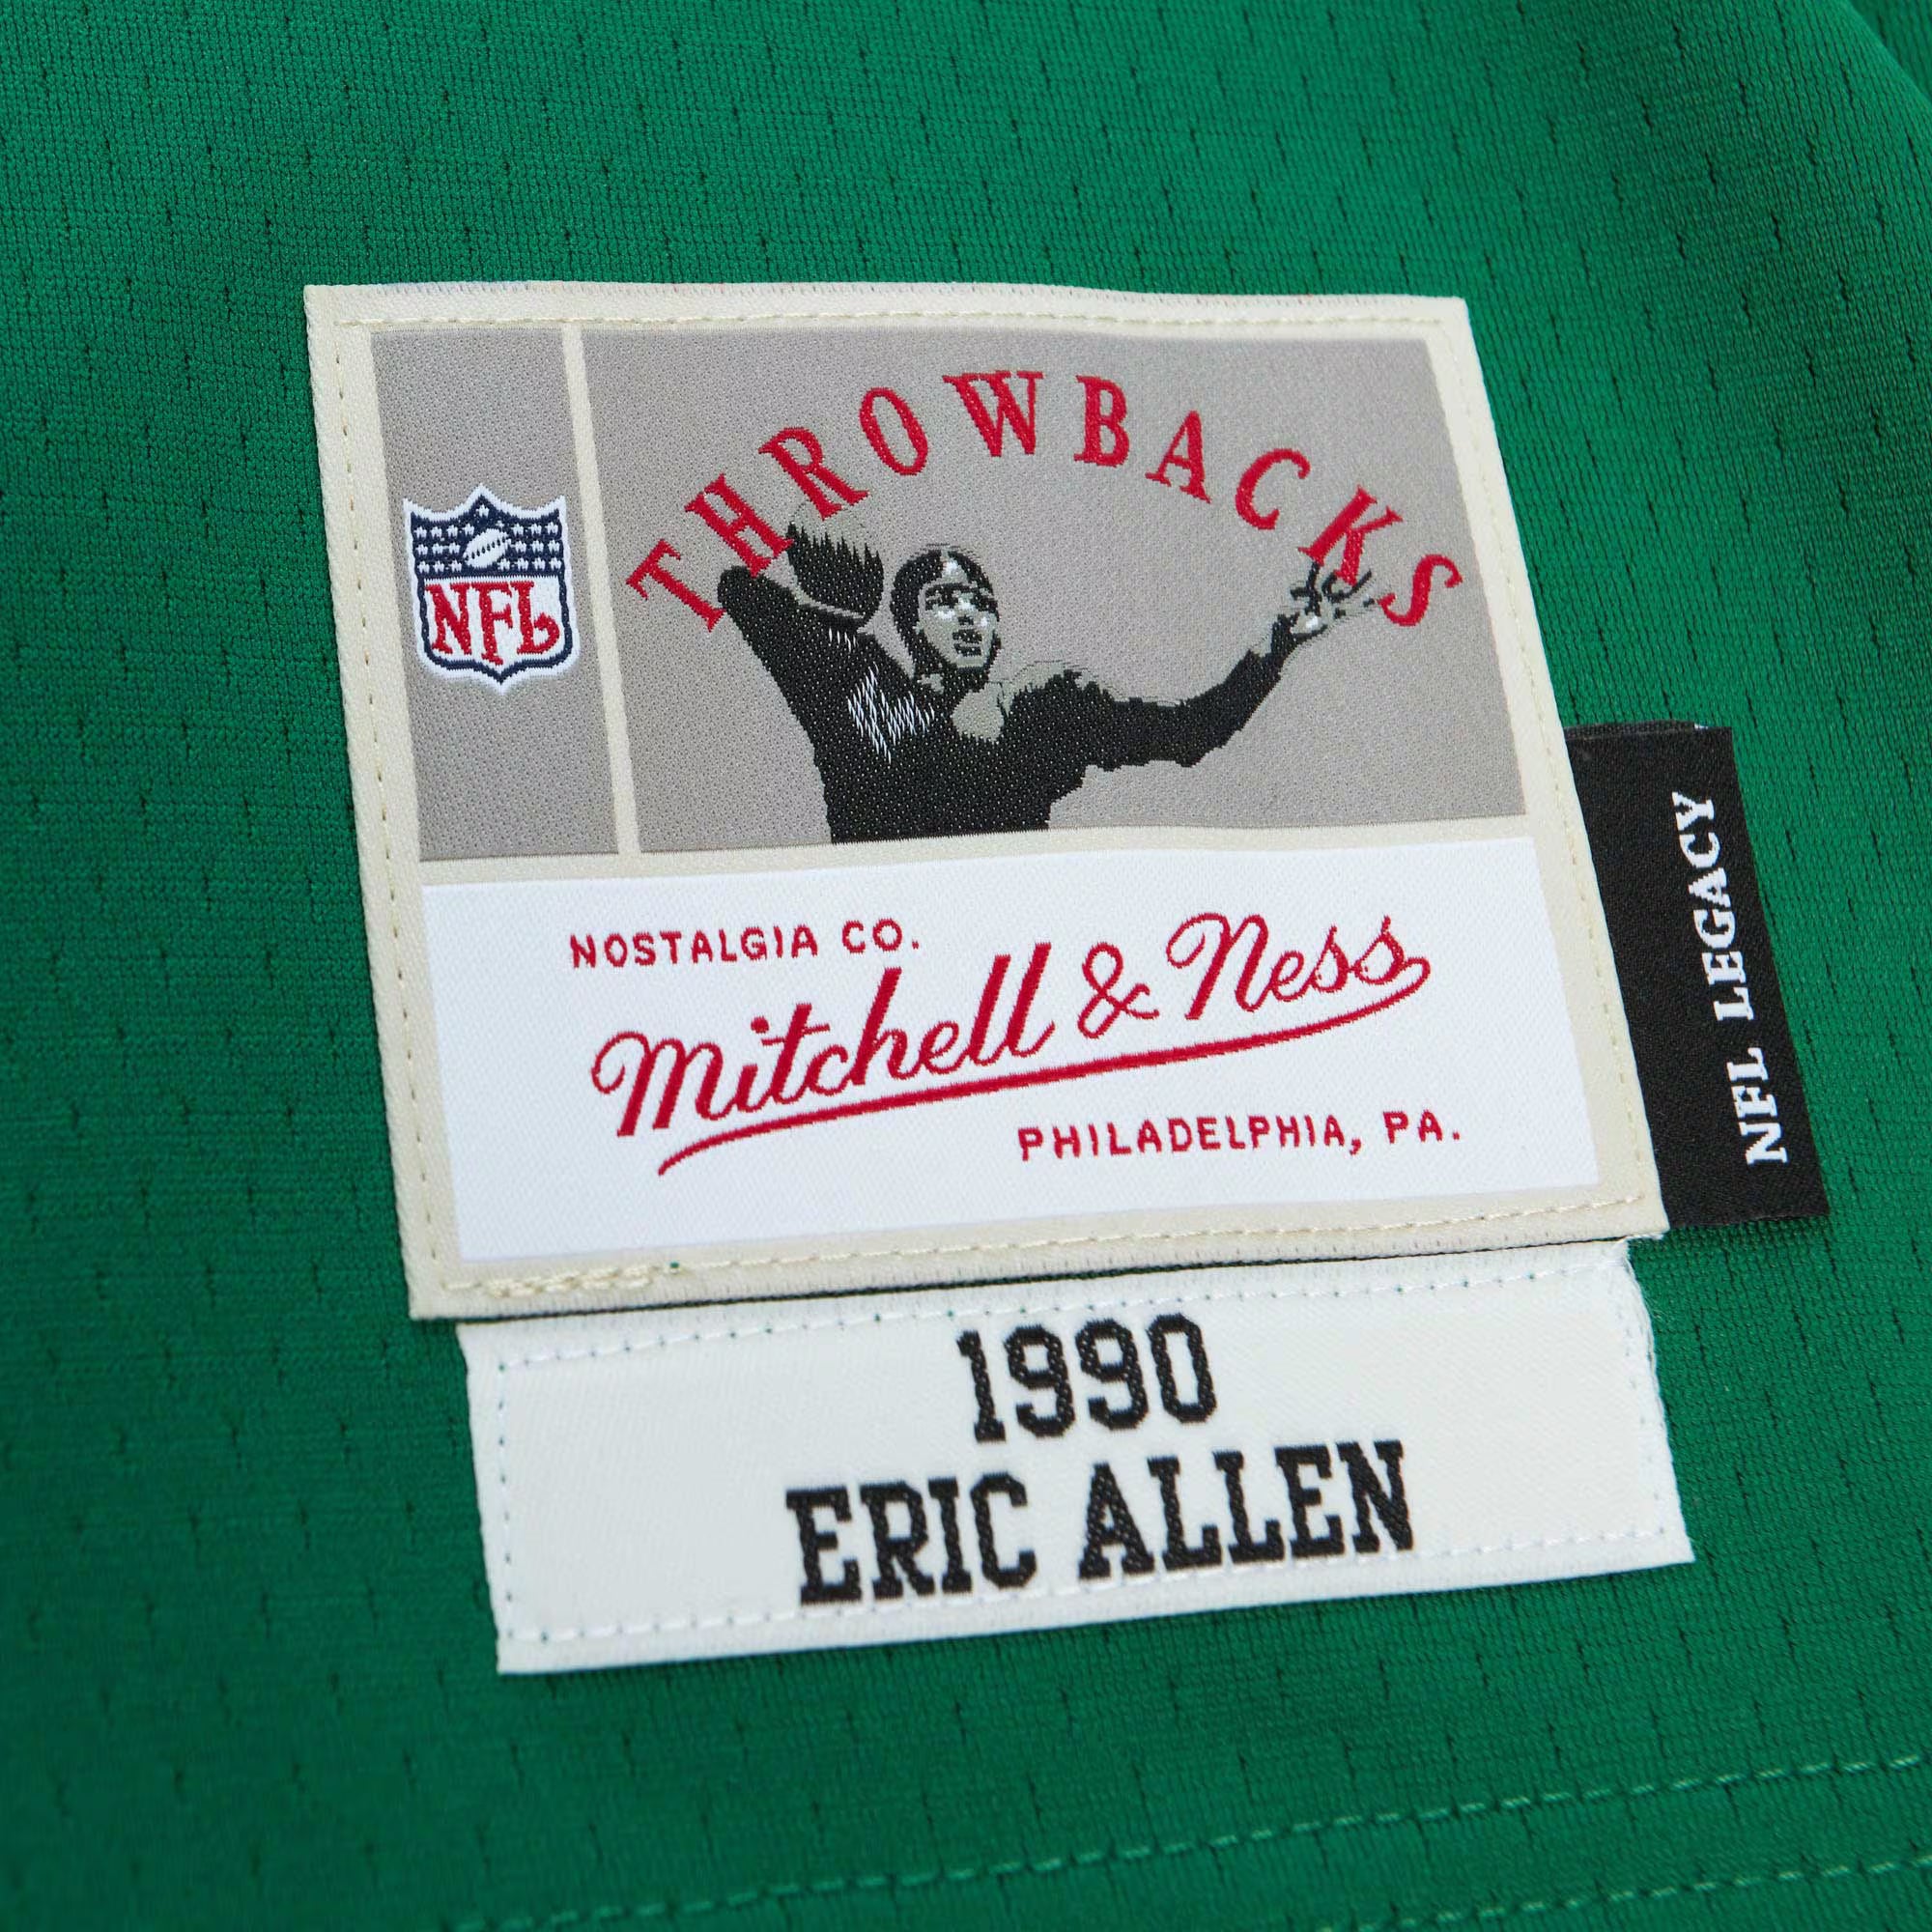 THROWBACKS
NFL
NOSTALGIA CO.
Mitchell & Ness
PHILADELPHIA, PA.
NFL LEGACY
1990
ERIC ALLEN